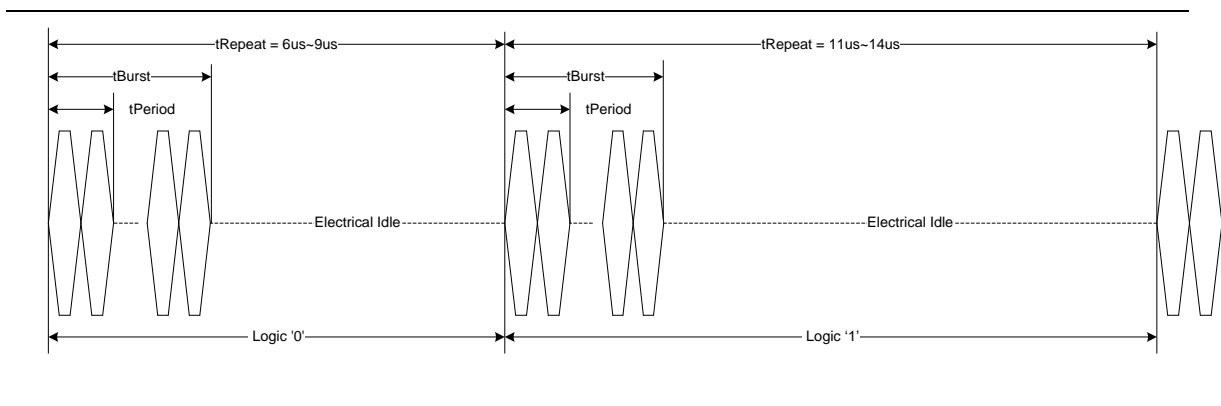 tRepeat = 6us~9us
tRepeat = 11us~14us
tBurst
tBurst
tPeriod
tPeriod
Electrical Idle
Electrical Idle
Logic '0'
Logic ‘1’